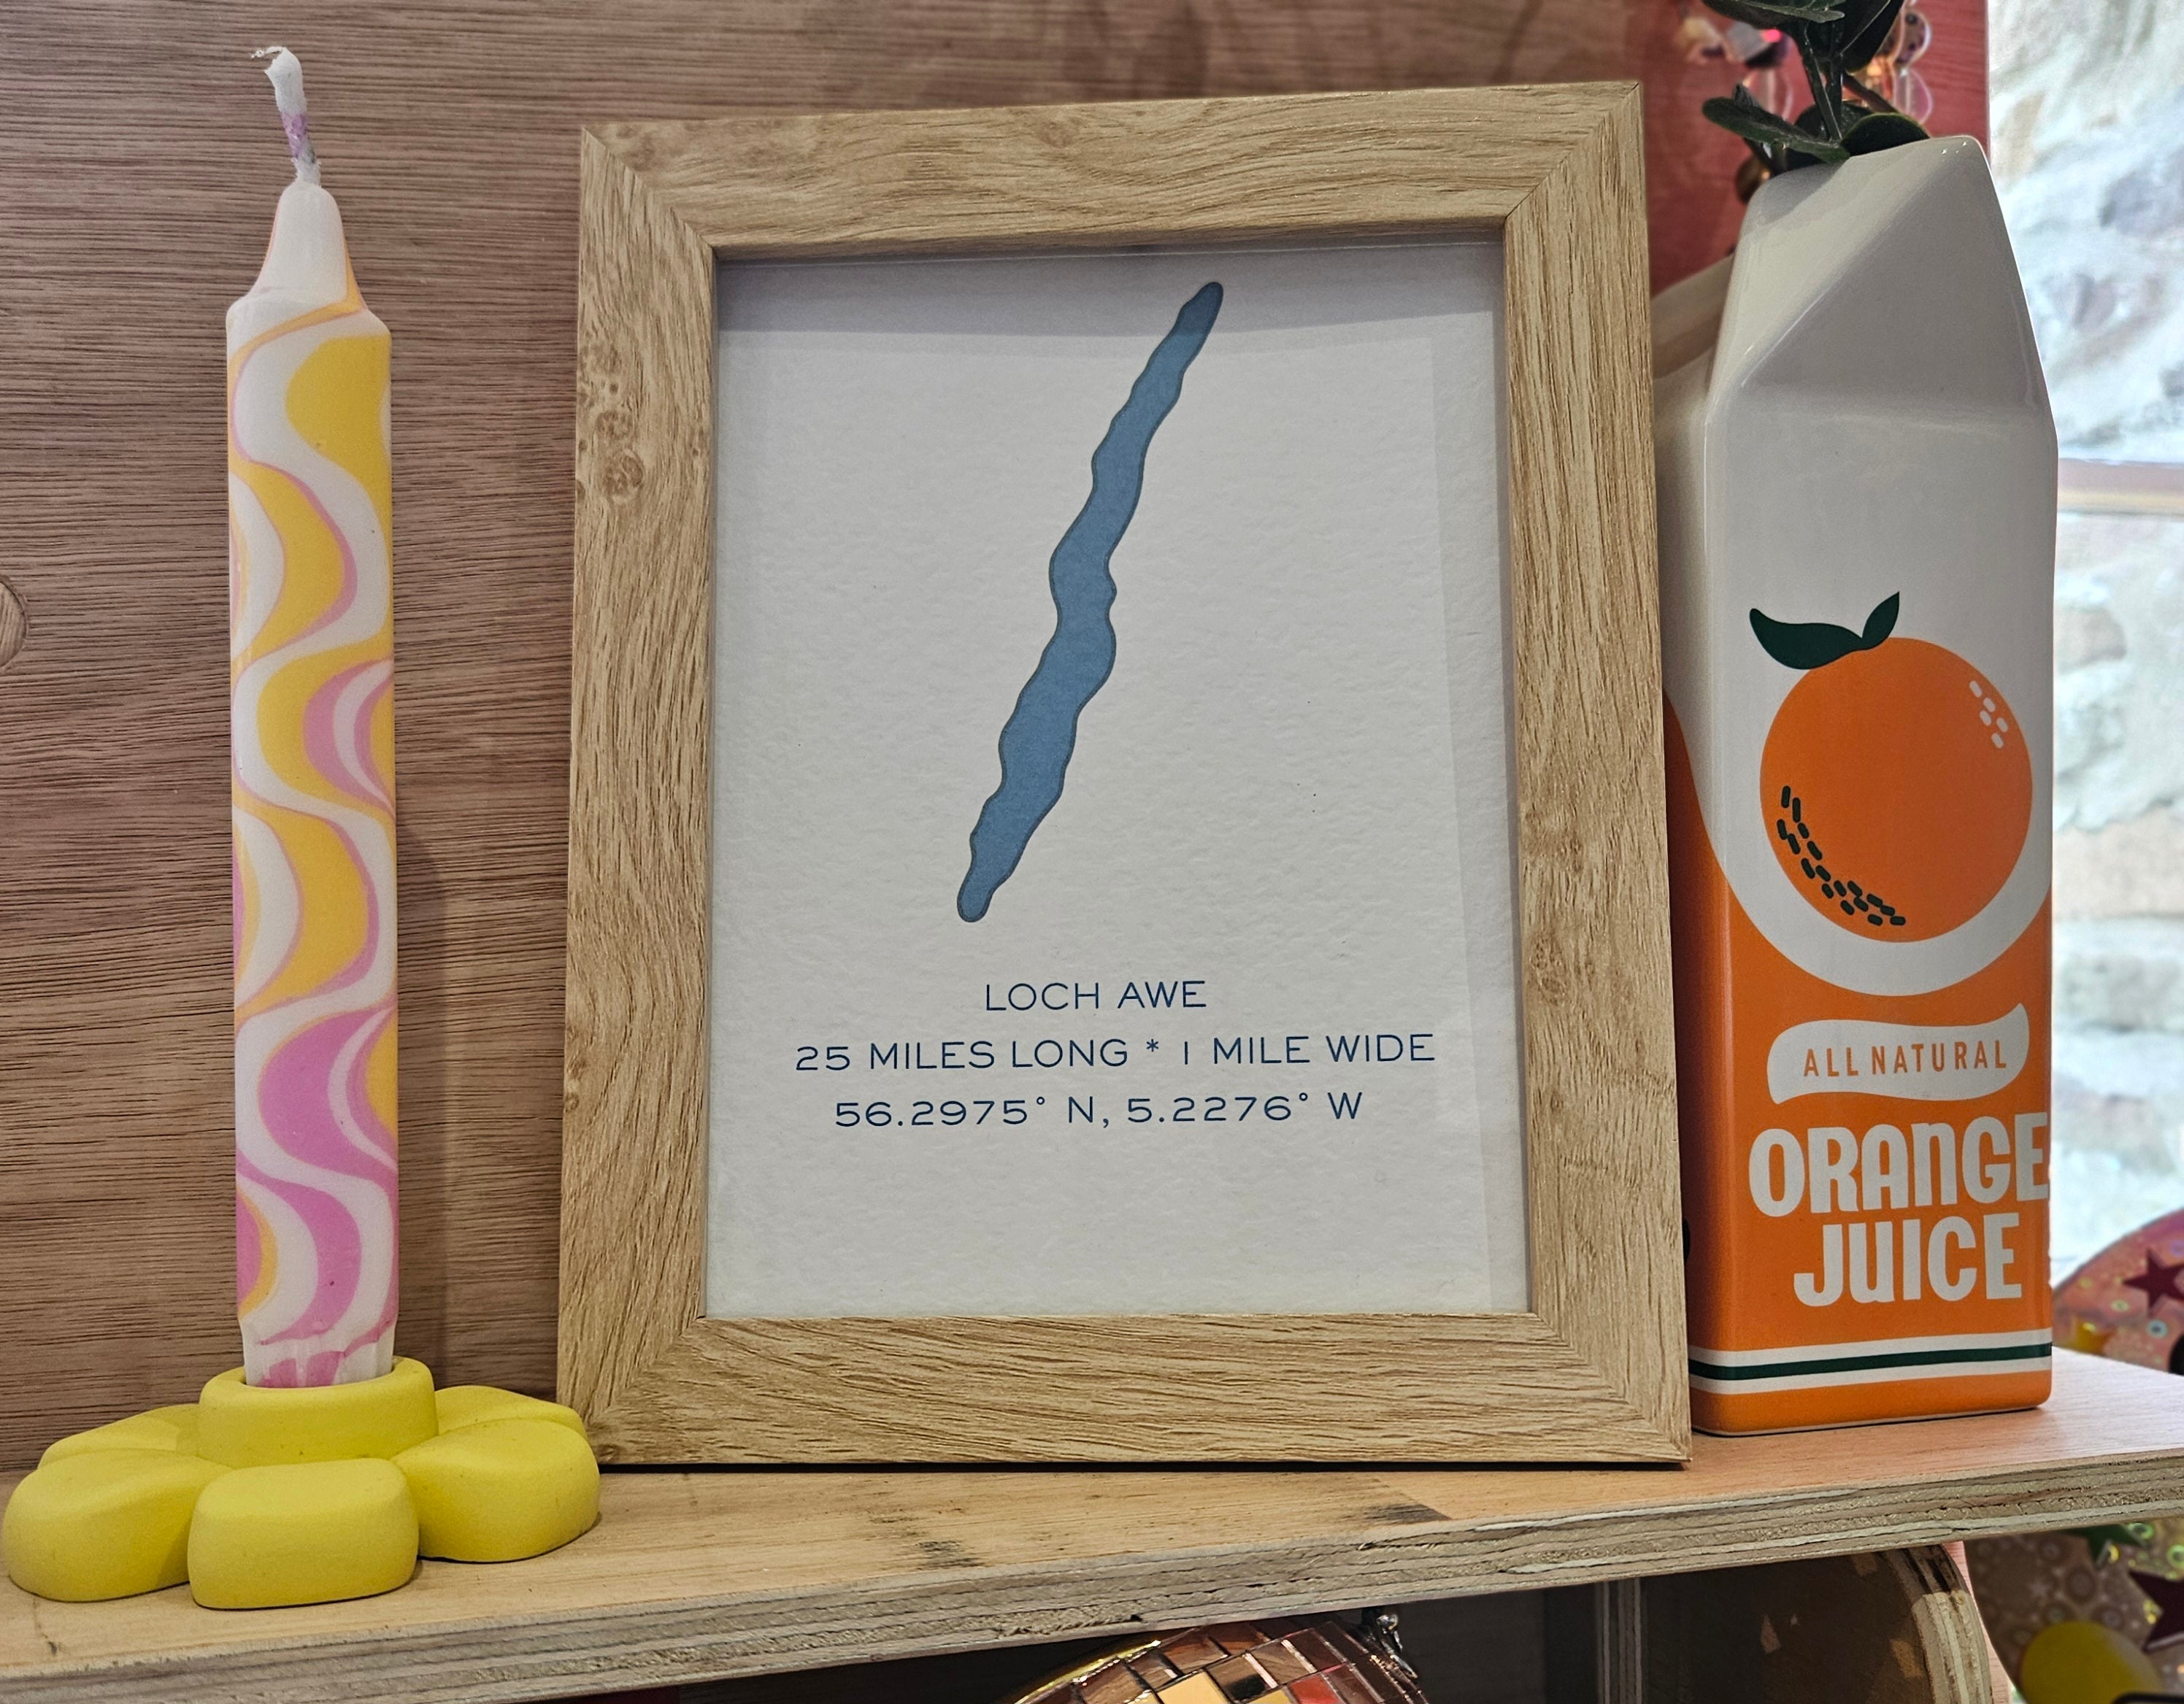 LOCH AWE
25 MILES LONG * 1 MILE WIDE
56.2975° N, 5.2276° W
ALL NATURAL
ORANGE
JUICE